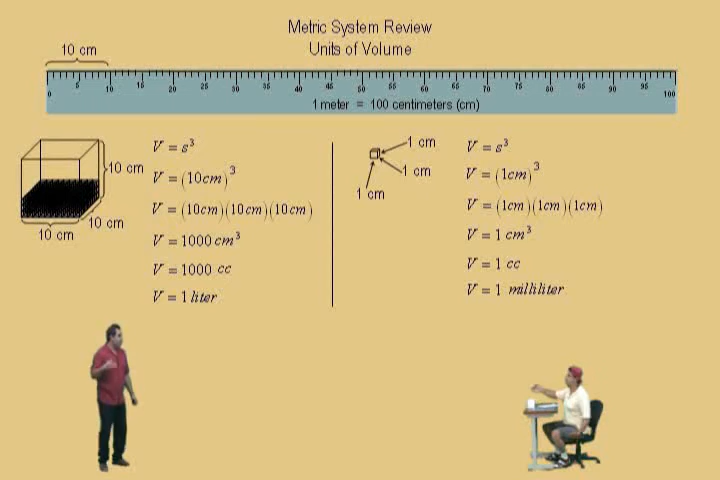 Metric System Review
Units of Volume
10 cm
0 5 10 15 20 25 30 35 40 45 50 55 60 65 70 75 80 85 90 95 100
1 meter = 100 centimeters (cm)
10 cm
10 cm
10 cm
V = s³
V = (10cm)³
V = (10cm)(10cm)(10cm)
V = 1000 cm³
V = 1000 cc
V = 1 liter
1 cm
1 cm
1 cm
V = s³
V = (1cm)³
V = (1cm)(1cm)(1cm)
V = 1 cm³
V = 1 cc
V = 1 milliliter